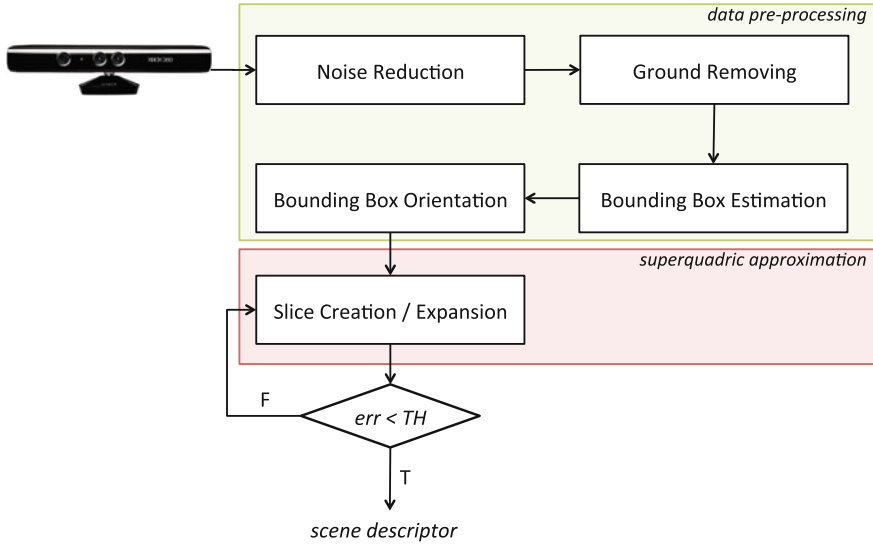 data pre-processing
XBOX360
Noise Reduction
Ground Removing
Bounding Box Orientation
Bounding Box Estimation
superquadric approximation
Slice Creation / Expansion
F
err < TH
T
scene descriptor